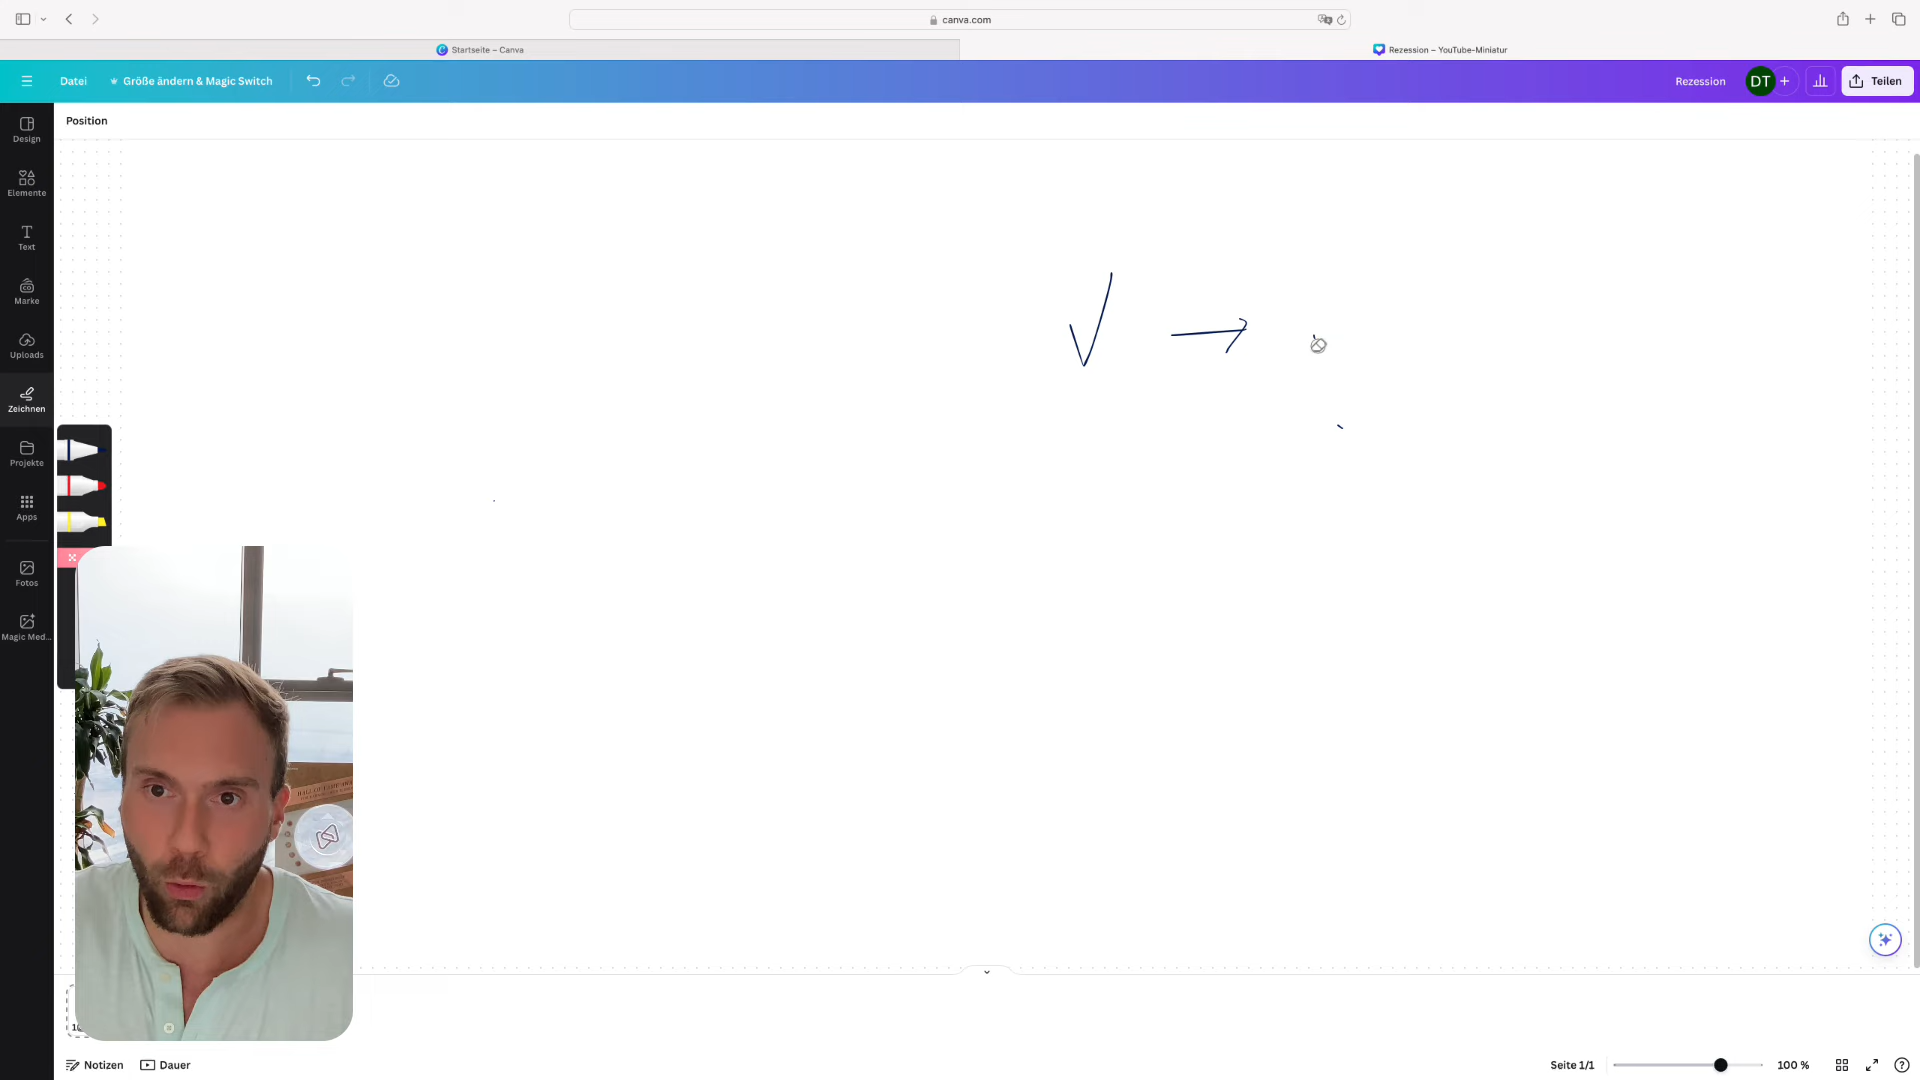 canva.com
Startseite – Canva
Rezession – YouTube-Miniatur
Datei
Größe ändern & Magic Switch
Rezession
DT
Teilen
Position
Design
Elemente
Text
Marke
Uploads
Zeichnen
Projekte
Apps
Fotos
Magic Med...
Notizen
Dauer
Seite 1/1
100 %